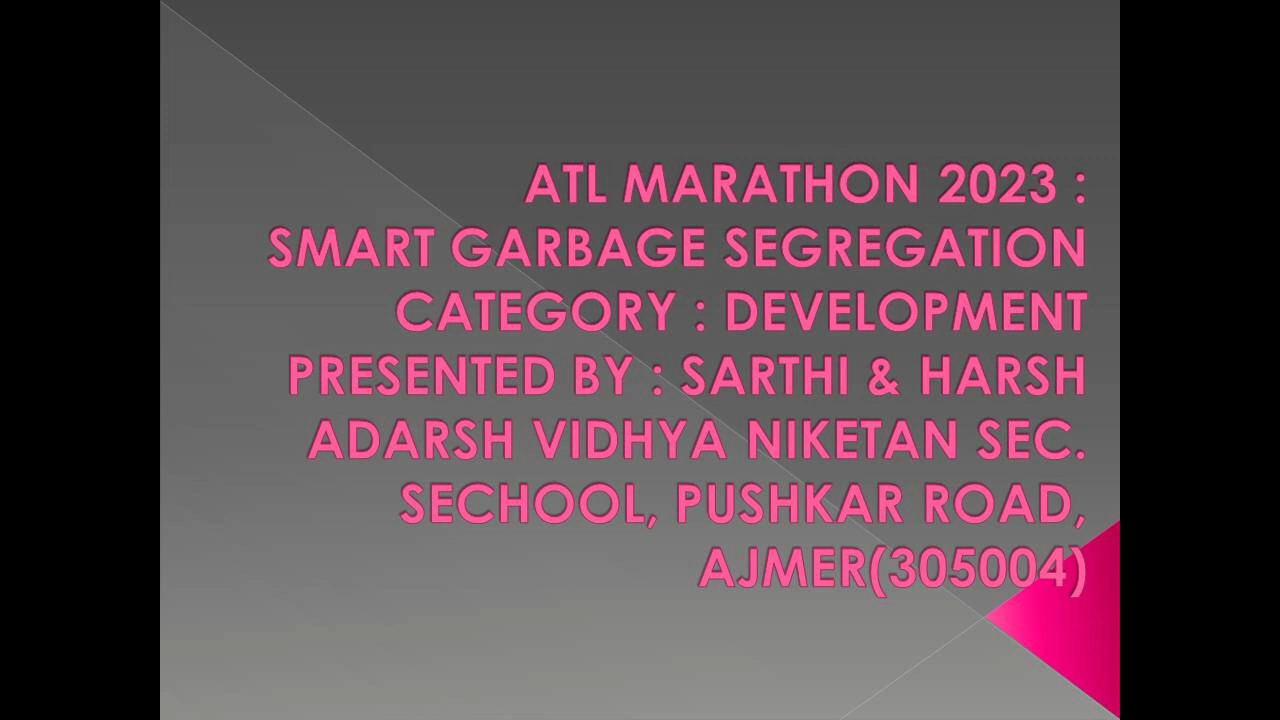 ATL MARATHON 2023 :
SMART GARBAGE SEGREGATION
CATEGORY : DEVELOPMENT
PRESENTED BY : SARTHI & HARSH
ADARSH VIDHYA NIKETAN SEC.
SECHOOL, PUSHKAR ROAD,
AJMER(305004)